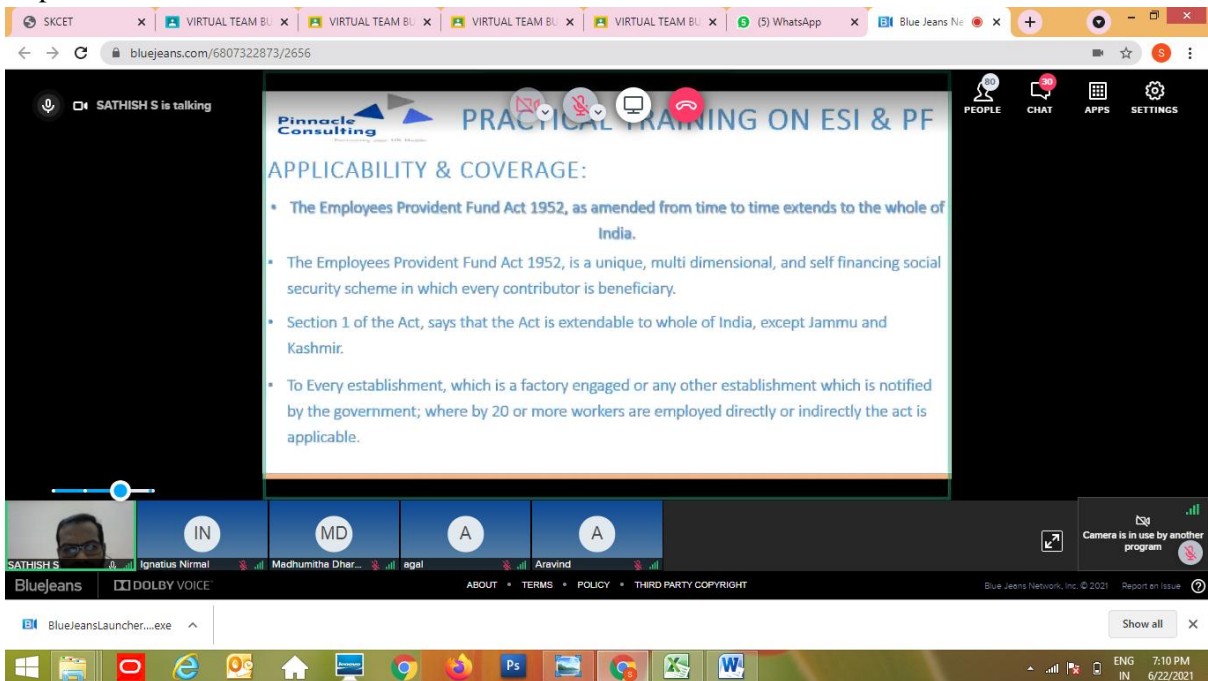 SKCET
VIRTUAL TEAM BU
VIRTUAL TEAM BU
VIRTUAL TEAM BU
VIRTUAL TEAM BU
(5) WhatsApp
Blue Jeans Ne
bluejeans.com/6807322873/2656
S
SATHISH S is talking
80
PEOPLE
30
CHAT
APPS
SETTINGS
Pinnacle
Consulting
PRACTICAL TRAINING ON ESI & PF
APPLICABILITY & COVERAGE:
• The Employees Provident Fund Act 1952, as amended from time to time extends to the whole of
India.
• The Employees Provident Fund Act 1952, is a unique, multi dimensional, and self financing social
security scheme in which every contributor is beneficiary.
• Section 1 of the Act, says that the Act is extendable to whole of India, except Jammu and
Kashmir.
• To Every establishment, which is a factory engaged or any other establishment which is notified
by the government; where by 20 or more workers are employed directly or indirectly the act is
applicable.
SATHISH S
IN
Ignatius Nirmal
MD
Madhumitha Dhar...
A
agal
A
Aravind
Camera is in use by another
program
BlueJeans
DOLBY VOICE
ABOUT • TERMS • POLICY • THIRD PARTY COPYRIGHT
Blue Jeans Network, Inc. © 2021
Report an Issue
BlueJeansLauncher....exe
Show all
Ps
ENG
IN
7:10 PM
6/22/2021